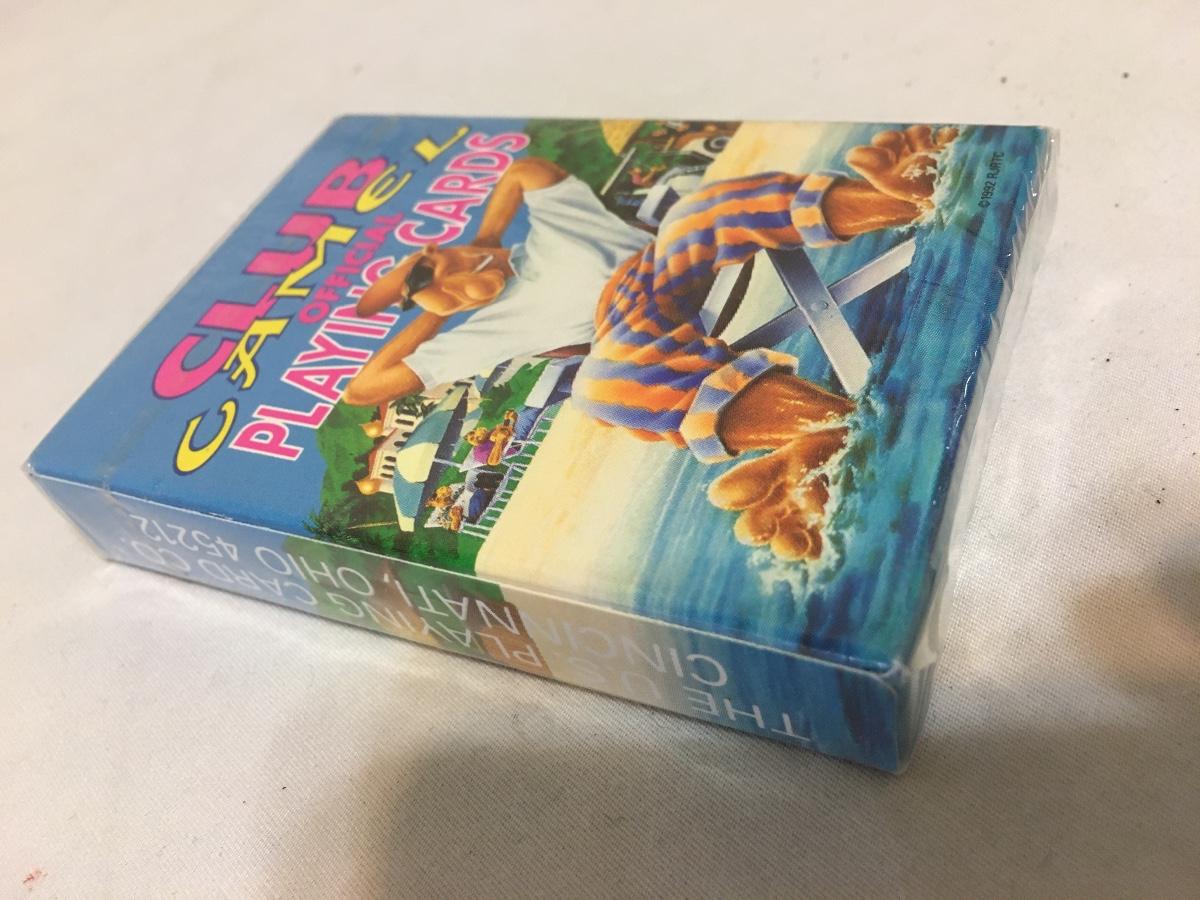 CLUB
CAMEL
OFFICIAL
PLAYING CARDS
©1992 RJRTC
THE U.S. PLAYING CARD CO.
CINCINNATI, OHIO 45212